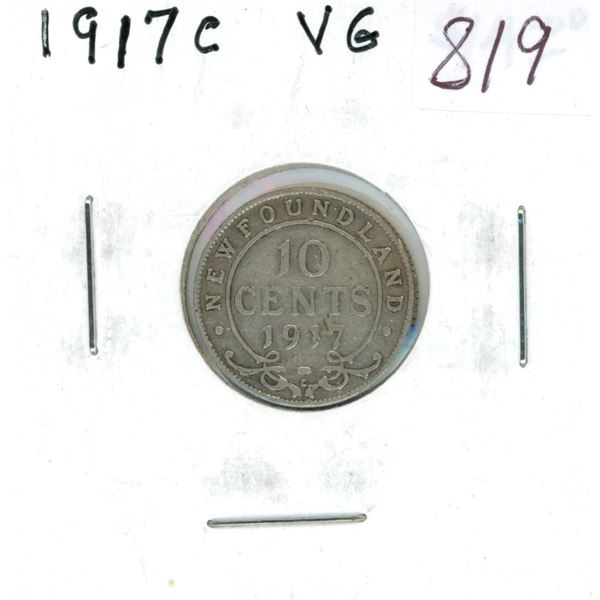 1917c VG 819
NEWFOUNDLAND
10
CENTS
1917
C